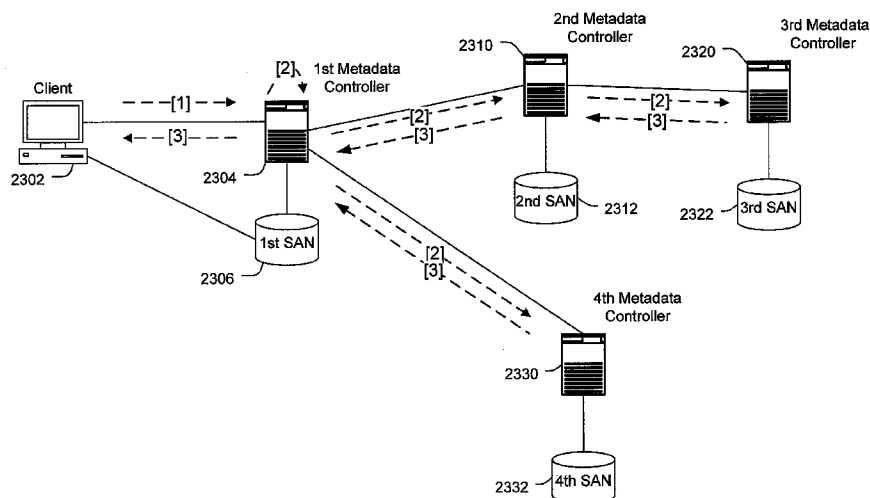 2nd Metadata
Controller
2310
3rd Metadata
Controller
2320
Client
[1]
[2]
1st Metadata
Controller
[3]
2302
2304
[2]
[3]
[2]
[3]
1st SAN
2306
2nd SAN
2312
2322
3rd SAN
[2]
[3]
4th Metadata
Controller
2330
2332
4th SAN